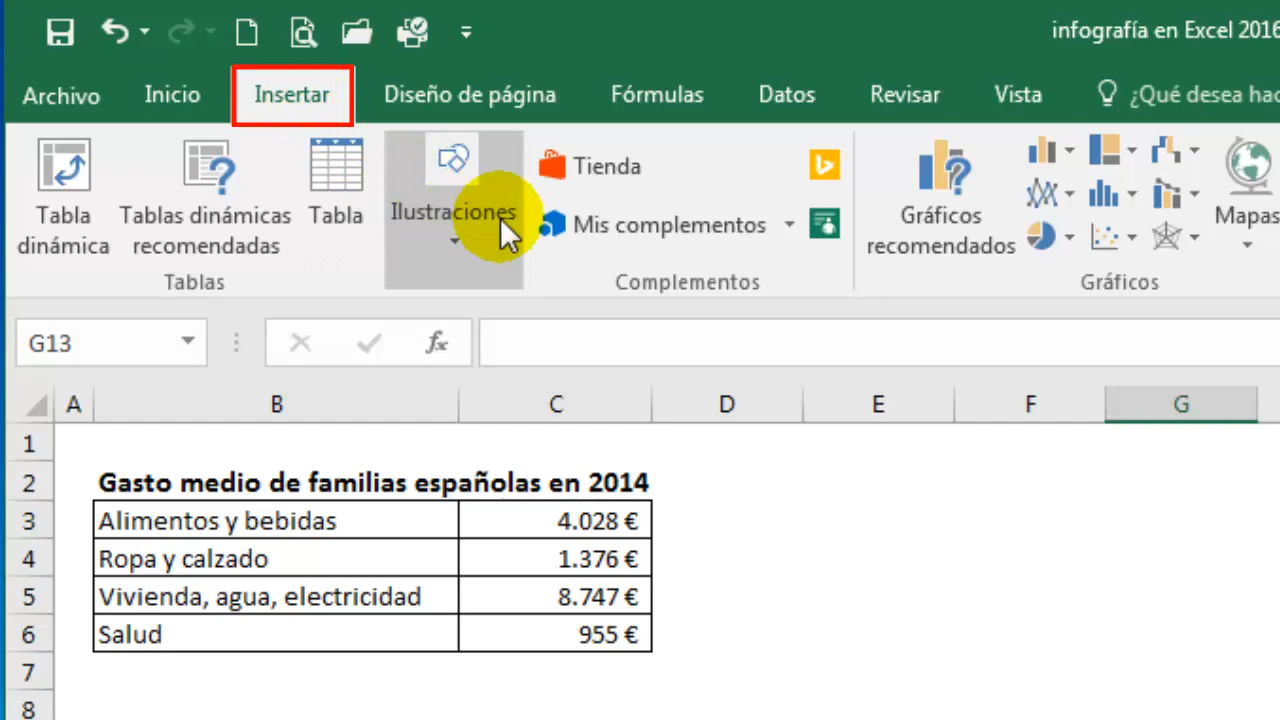 infografía en Excel 2016
Archivo Inicio Insertar Diseño de página Fórmulas Datos Revisar Vista ¿Qué desea hac
Tabla dinámica
Tablas dinámicas recomendadas
Tabla
Tablas
Ilustraciones
Tienda
Mis complementos
Complementos
Gráficos recomendados
Mapas
Gráficos
G13 fx
A B C D E F G
1
2 Gasto medio de familias españolas en 2014
3 Alimentos y bebidas 4.028 €
4 Ropa y calzado 1.376 €
5 Vivienda, agua, electricidad 8.747 €
6 Salud 955 €
7
8